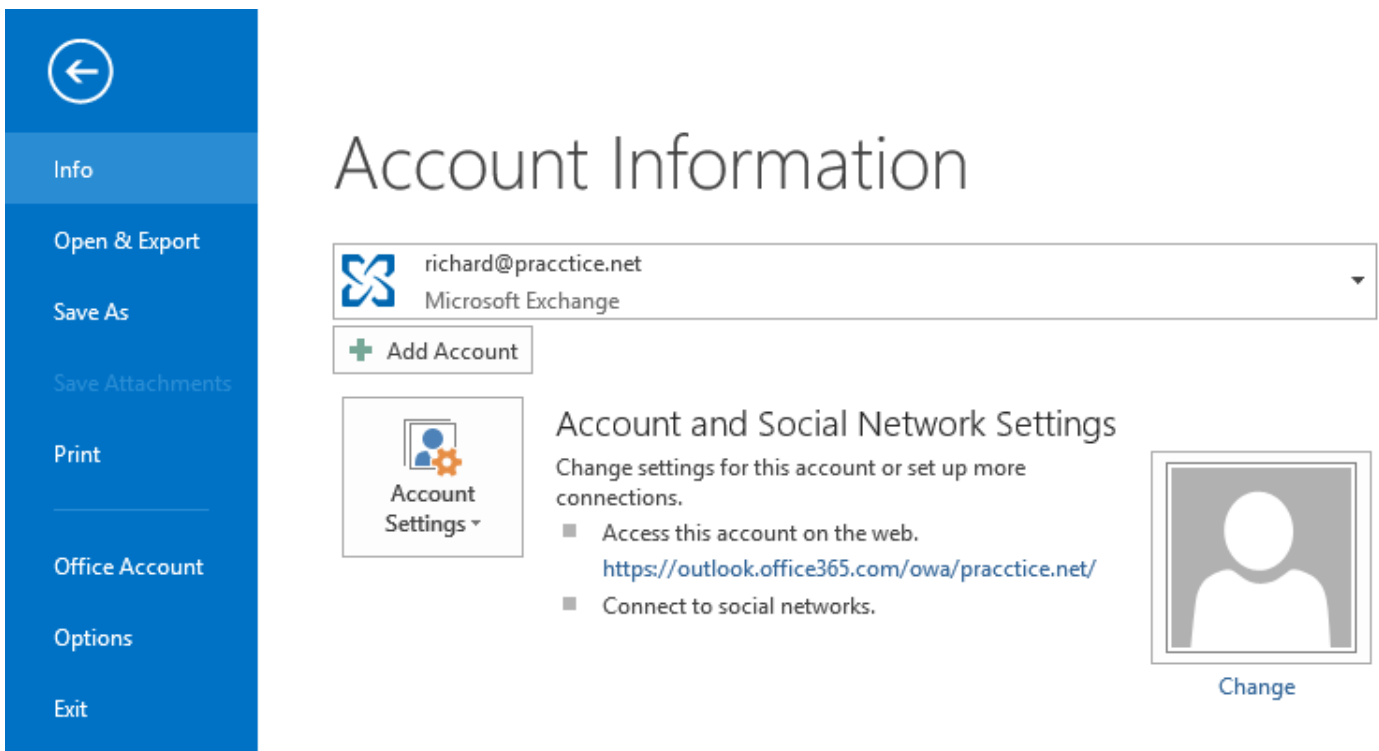 Info
Open & Export
Save As
Save Attachments
Print
Office Account
Options
Exit
Account Information
richard@pracctice.net
Microsoft Exchange
Add Account
Account
Settings
Account and Social Network Settings
Change settings for this account or set up more
connections.
Access this account on the web.
https://outlook.office365.com/owa/pracctice.net/
Connect to social networks.
Change